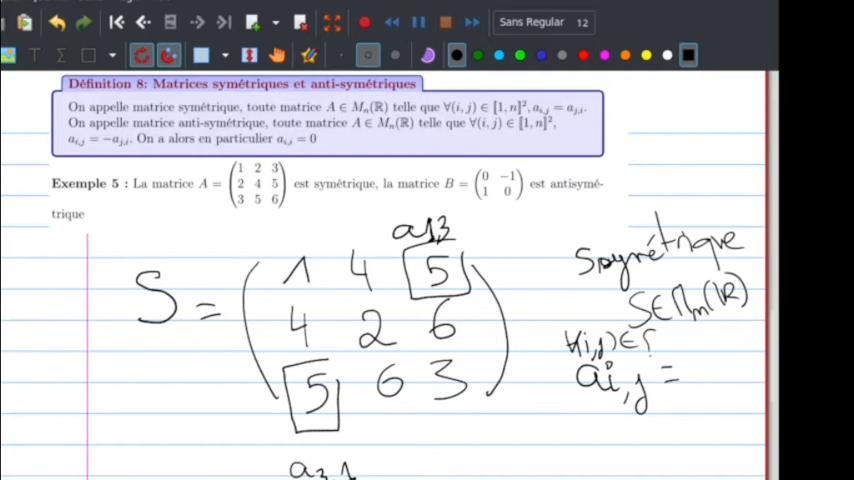 Sans Regular 12
Définition 8: Matrices symétriques et anti-symétriques
On appelle matrice symétrique, toute matrice A ∈ Mₙ(ℝ) telle que ∀(i, j) ∈ ⟦1, n⟧², aᵢ,ⱼ = aⱼ,ᵢ.
On appelle matrice anti-symétrique, toute matrice A ∈ Mₙ(ℝ) telle que ∀(i, j) ∈ ⟦1, n⟧²,
aᵢ,ⱼ = −aⱼ,ᵢ. On a alors en particulier aᵢ,ᵢ = 0
Exemple 5 : La matrice A = (1 2 3
2 4 5
3 5 6) est symétrique, la matrice B = (0 −1
1 0) est antisymé-
trique
a1,3
S = (1 4 5
4 2 6
5 6 3)
a3,1
symétrique
S ∈ Mₙ(ℝ)
∀(i,j) ∈
ai,j =